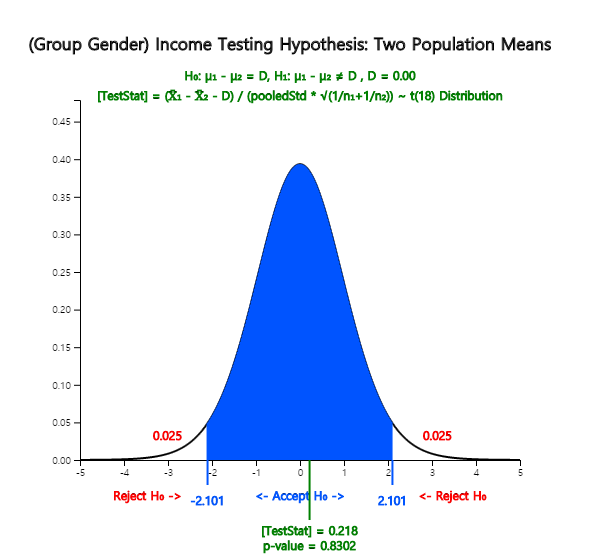 (Group Gender) Income Testing Hypothesis: Two Population Means
H₀: μ₁ - μ₂ = D, H₁: μ₁ - μ₂ ≠ D , D = 0.00
[TestStat] = (X̄₁ - X̄₂ - D) / (pooledStd * √(1/n₁+1/n₂)) ~ t(18) Distribution
0.45
0.40
0.35
0.30
0.25
0.20
0.15
0.10
0.05
0.00
0.025
0.025
-5 -4 -3 -2 -1 0 1 2 3 4 5
Reject H₀ -> -2.101 <- Accept H₀ -> 2.101 <- Reject H₀
[TestStat] = 0.218
p-value = 0.8302